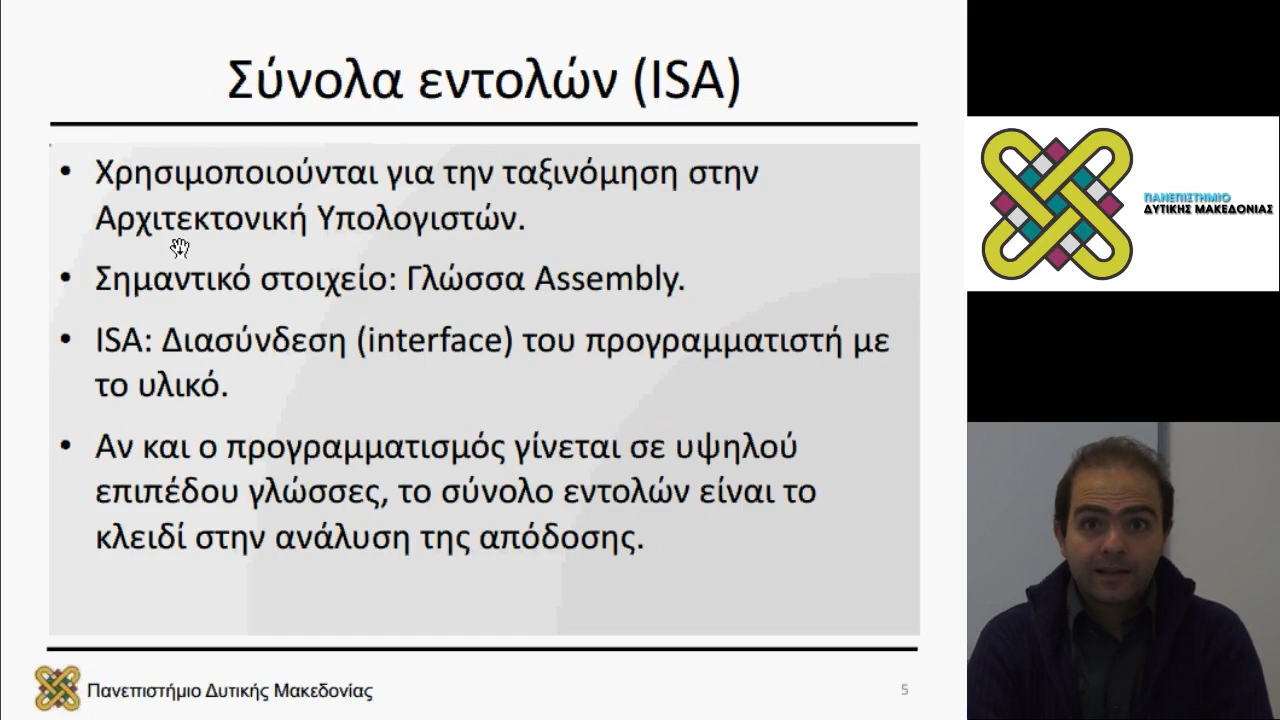 Σύνολα εντολών (ISA)
• Χρησιμοποιούνται για την ταξινόμηση στην
Αρχιτεκτονική Υπολογιστών.
• Σημαντικό στοιχείο: Γλώσσα Assembly.
• ISA: Διασύνδεση (interface) του προγραμματιστή με
το υλικό.
• Αν και ο προγραμματισμός γίνεται σε υψηλού
επιπέδου γλώσσες, το σύνολο εντολών είναι το
κλειδί στην ανάλυση της απόδοσης.
Πανεπιστήμιο Δυτικής Μακεδονίας
5
ΠΑΝΕΠΙΣΤΗΜΙΟ
ΔΥΤΙΚΗΣ ΜΑΚΕΔΟΝΙΑΣ